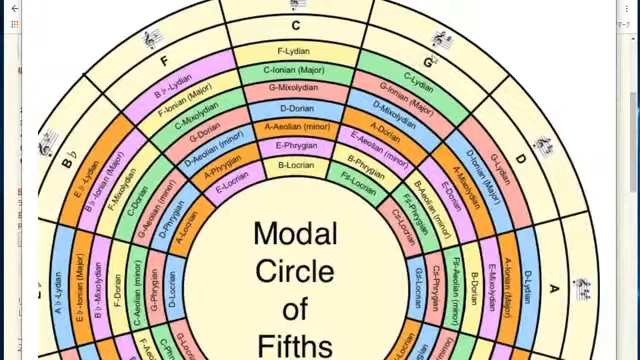 C
F-Lydian
C-Ionian (Major)
G-Mixolydian
D-Dorian
A-Aeolian (minor)
E-Phrygian
B-Locrian
G
C-Lydian
G-Ionian (Major)
D-Mixolydian
A-Dorian
E-Aeolian (minor)
B-Phrygian
F♯-Locrian
D
G-Lydian
D-Ionian (Major)
A-Mixolydian
E-Dorian
B-Aeolian (minor)
F♯-Phrygian
C♯-Locrian
A
D-Lydian
A-Ionian (Major)
E-Mixolydian
B-Dorian
F♯-Aeolian (minor)
C♯-Phrygian
G♯-Locrian
F
B♭-Lydian
F-Ionian (Major)
C-Mixolydian
G-Dorian
D-Aeolian (minor)
A-Phrygian
E-Locrian
B♭
E♭-Lydian
B♭-Ionian (Major)
F-Mixolydian
C-Dorian
G-Aeolian (minor)
D-Phrygian
A-Locrian
A♭-Lydian
E♭-Ionian (Major)
B♭-Mixolydian
F-Dorian
C-Aeolian (minor)
G-Phrygian
D-Locrian
Modal
Circle
of
Fifths